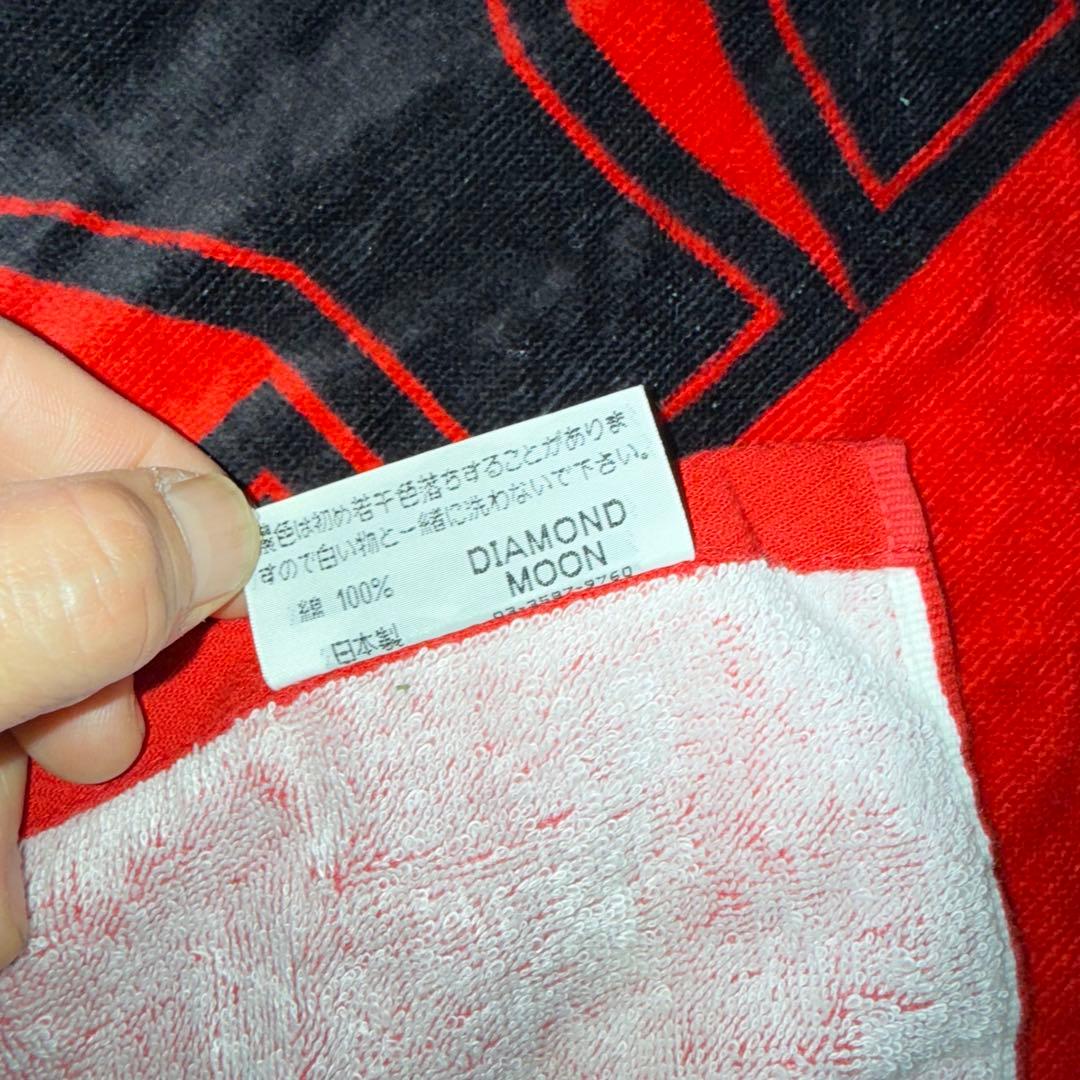 濃色は初め若干色落ちすることがありま
すので白い物と一緒に洗わないで下さい。
綿 100%
DIAMOND
MOON
日本製